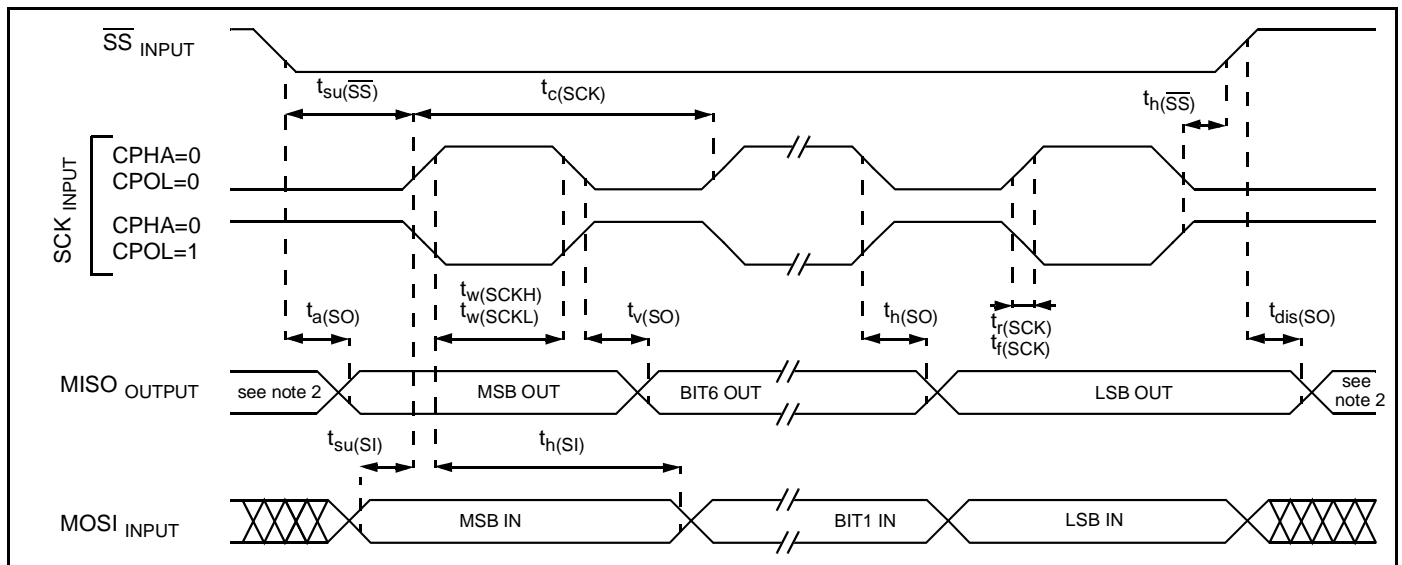 SS INPUT
tsu(SS)
tc(SCK)
th(SS)
SCK INPUT
CPHA=0
CPOL=0
CPHA=0
CPOL=1
ta(SO)
tw(SCKH)
tw(SCKL)
tv(SO)
th(SO)
tr(SCK)
tf(SCK)
tdis(SO)
MISO OUTPUT
see note 2
MSB OUT
BIT6 OUT
LSB OUT
see
note 2
tsu(SI)
th(SI)
MOSI INPUT
MSB IN
BIT1 IN
LSB IN